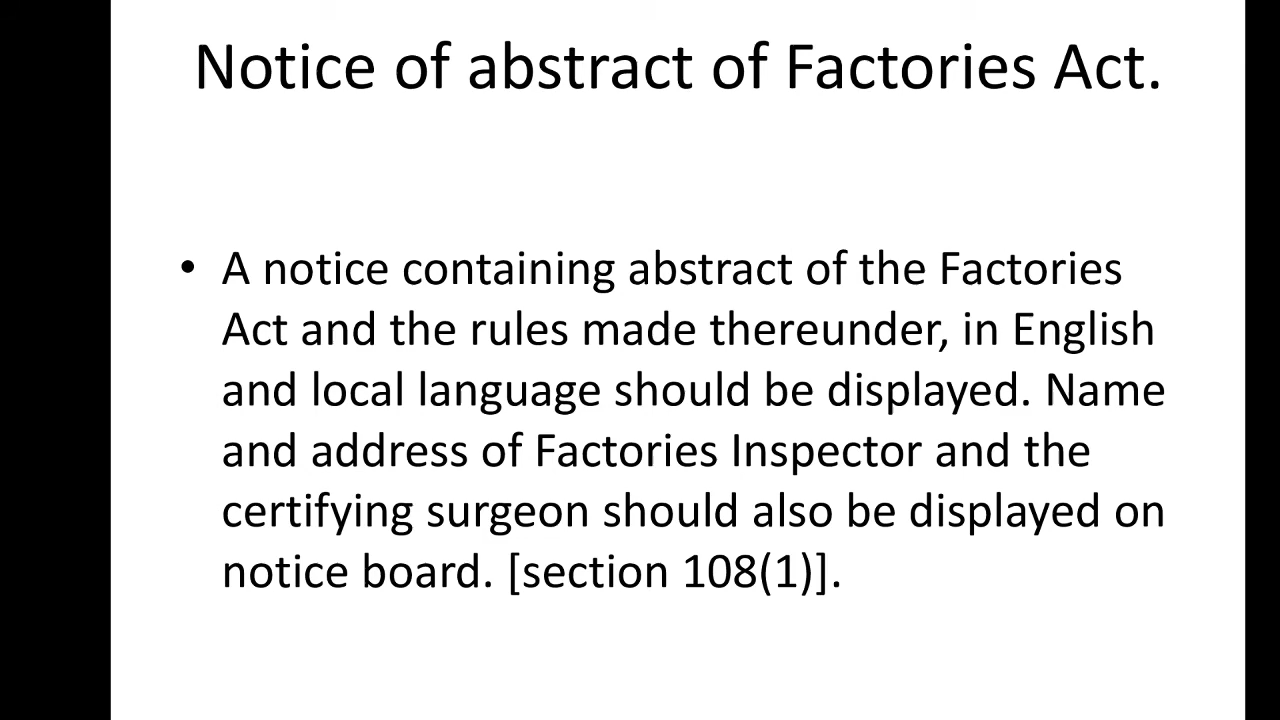 Notice of abstract of Factories Act.
• A notice containing abstract of the Factories
Act and the rules made thereunder, in English
and local language should be displayed. Name
and address of Factories Inspector and the
certifying surgeon should also be displayed on
notice board. [section 108(1)].